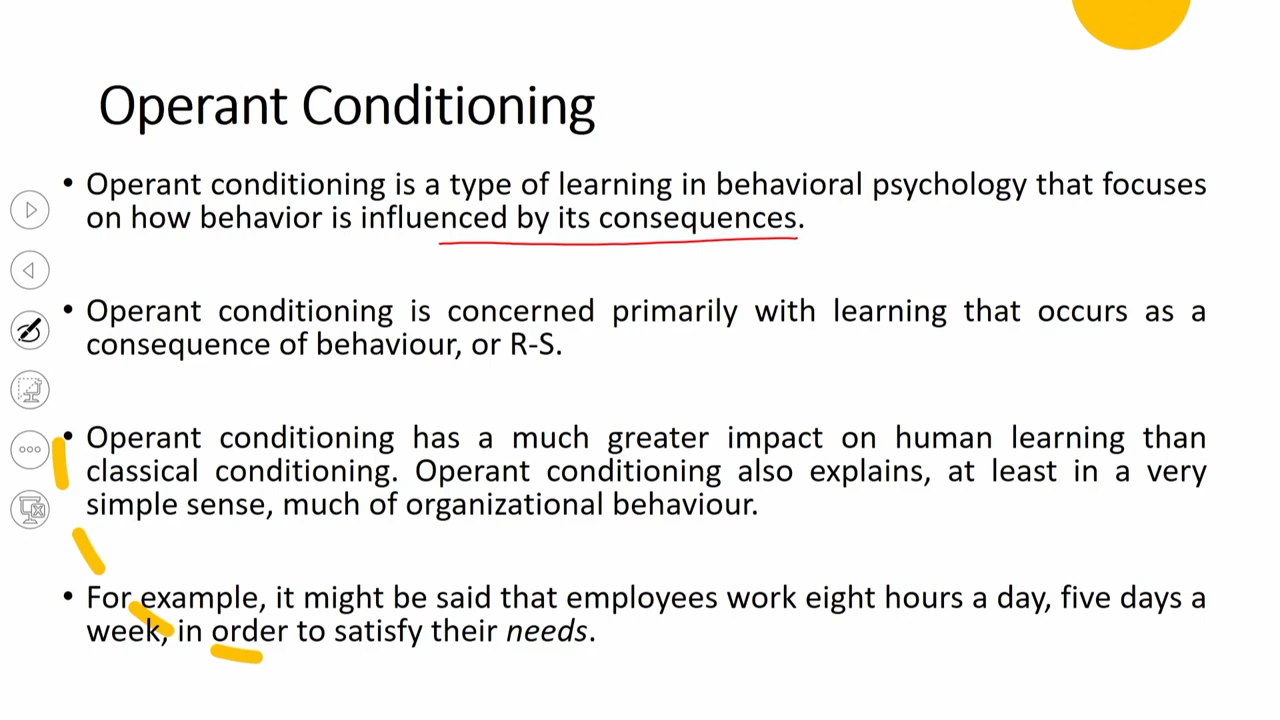 Operant Conditioning
• Operant conditioning is a type of learning in behavioral psychology that focuses
on how behavior is influenced by its consequences.
• Operant conditioning is concerned primarily with learning that occurs as a
consequence of behaviour, or R-S.
• Operant conditioning has a much greater impact on human learning than
classical conditioning. Operant conditioning also explains, at least in a very
simple sense, much of organizational behaviour.
• For example, it might be said that employees work eight hours a day, five days a
week, in order to satisfy their needs.